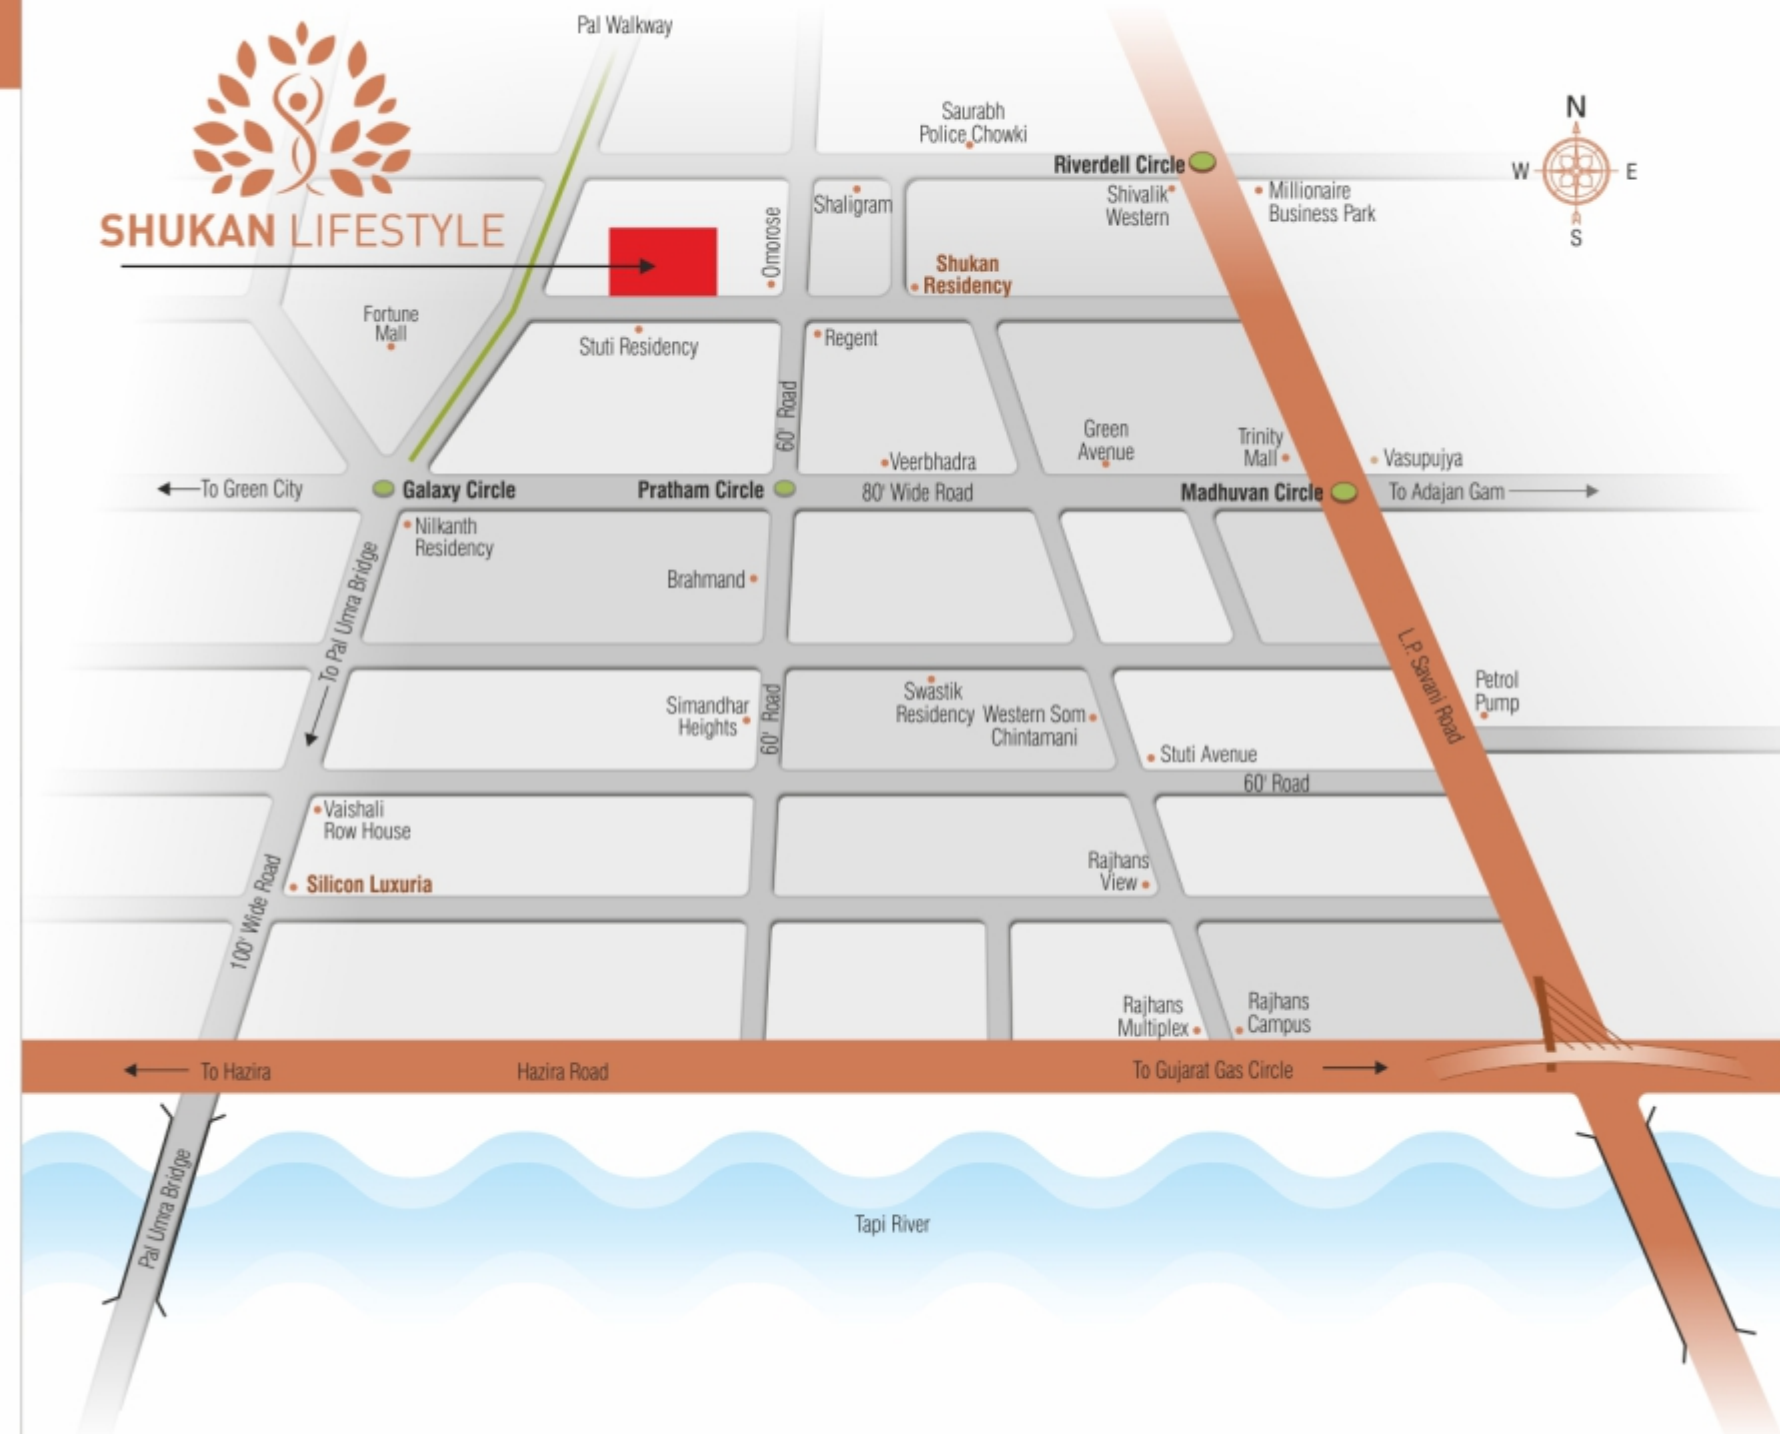 Pal Walkway
SHUKAN LIFESTYLE
Saurabh
Police Chowki
Riverdell Circle
N
W
E
S
Shivalik
Western
Millionaire
Business Park
Shaligram
Omorose
Shukan
Residency
Fortune
Mall
Stuti Residency
Regent
60' Road
Green
Avenue
Trinity
Mall
Vasupujya
Veerbhadra
To Green City
Galaxy Circle
Pratham Circle
80' Wide Road
Madhuvan Circle
To Adajan Gam
Nilkanth
Residency
To Pal Umra Bridge
Brahmand
L.P. Savani Road
Petrol
Pump
Simandhar
Heights
60' Road
Swastik
Residency
Western Som
Chintamani
Stuti Avenue
60' Road
Vaishali
Row House
Silicon Luxuria
100' Wide Road
Rajhans
View
Rajhans
Multiplex
Rajhans
Campus
To Hazira
Hazira Road
To Gujarat Gas Circle
Pal Umra Bridge
Tapi River